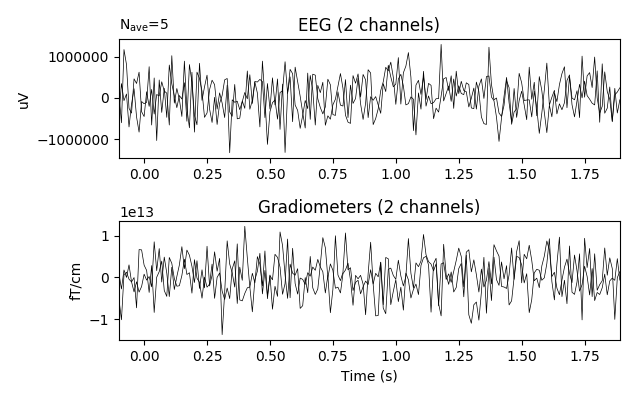 N_ave=5
EEG (2 channels)
1000000
0
−1000000
uV
0.00 0.25 0.50 0.75 1.00 1.25 1.50 1.75
1e13
Gradiometers (2 channels)
1
0
−1
fT/cm
0.00 0.25 0.50 0.75 1.00 1.25 1.50 1.75
Time (s)